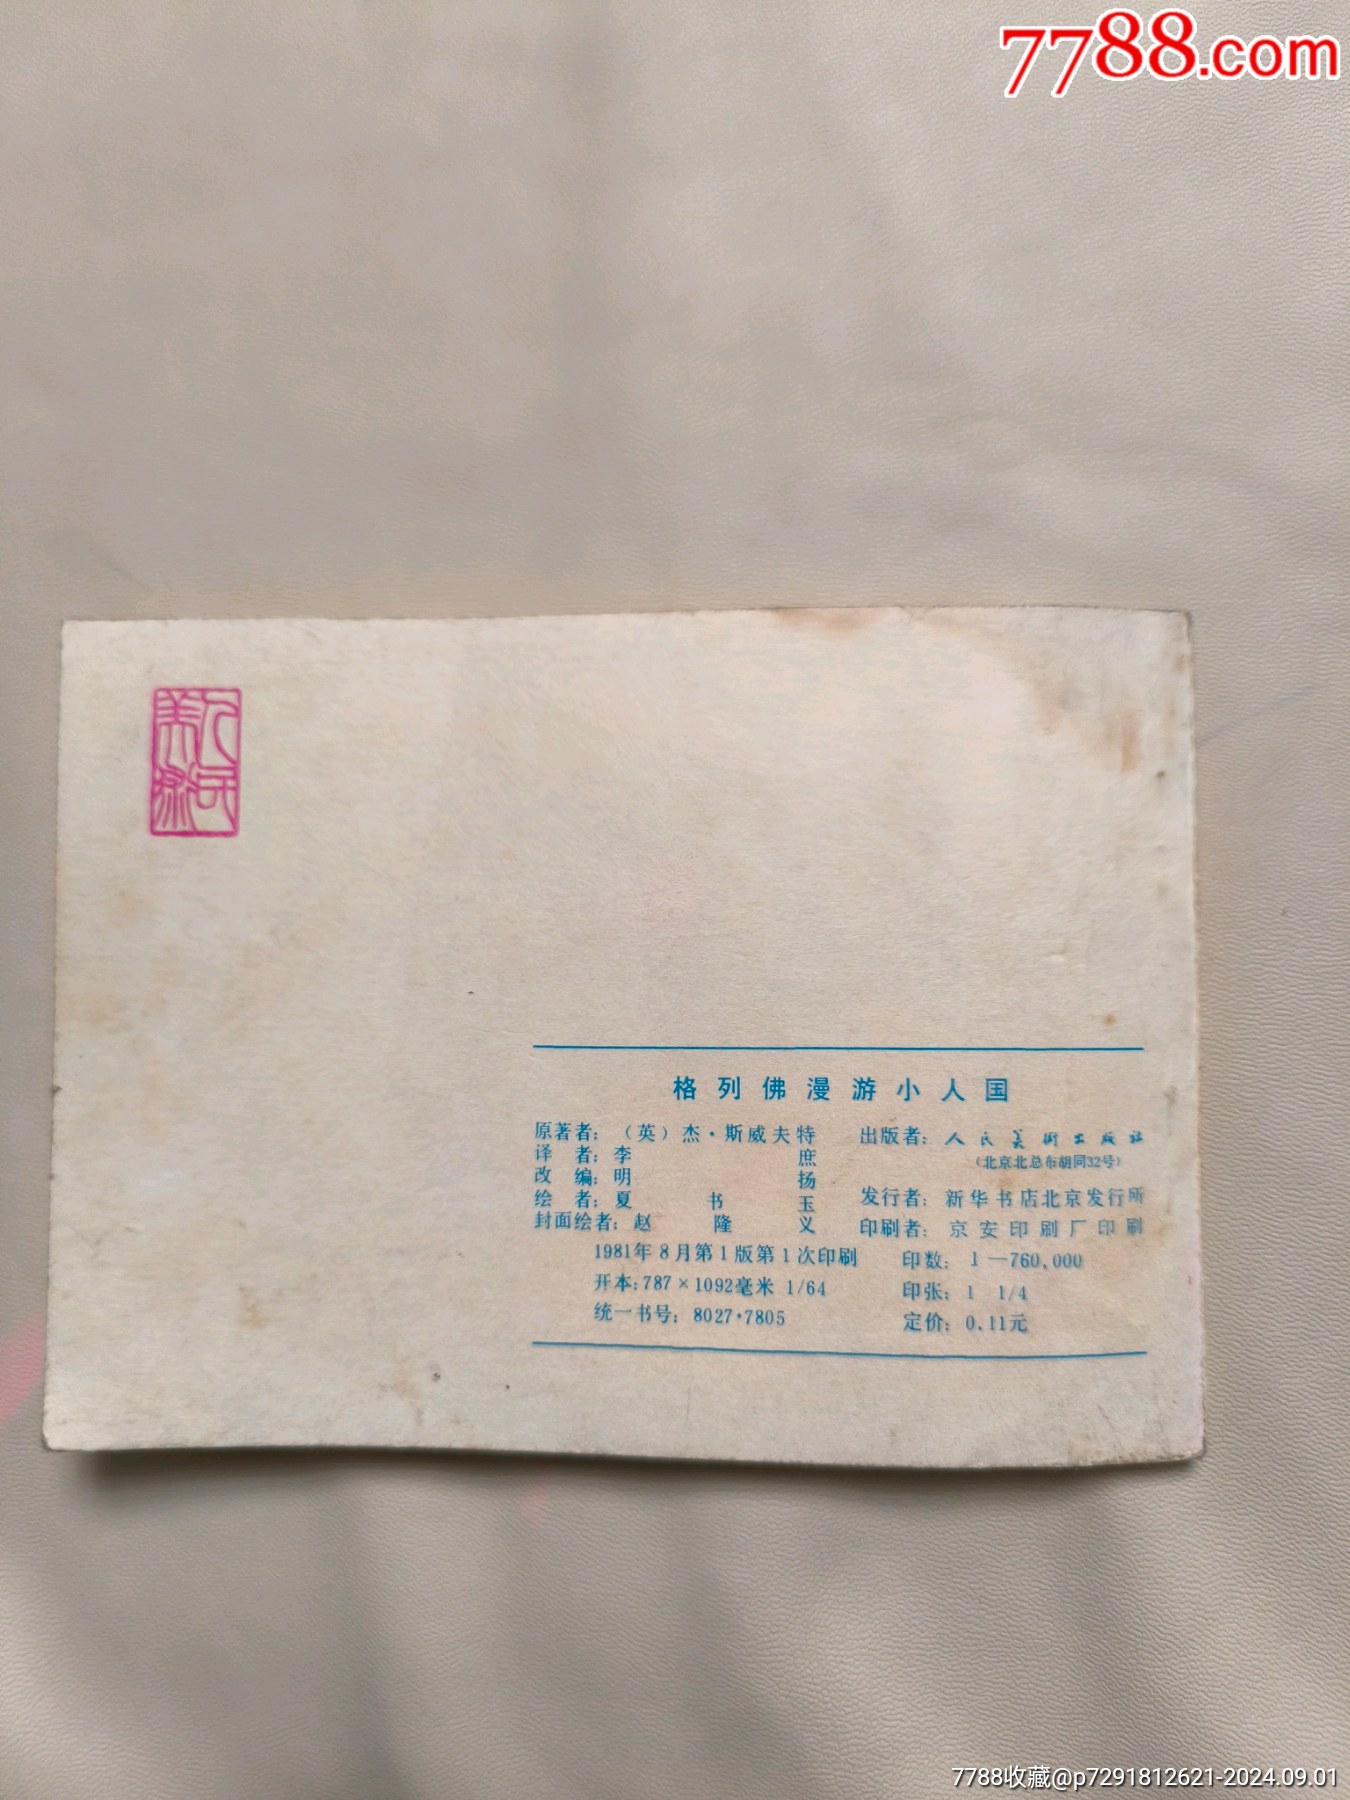 7788.com
人民
美术
格列佛漫游小人国
原著者：（英）杰·斯威夫特
译者：李庶
改编：明扬
绘者：夏书玉
封面绘者：赵隆义
出版者：人民美术出版社
（北京北总布胡同32号）
发行者：新华书店北京发行所
印刷者：京安印刷厂印刷
1981年8月第1版第1次印刷
印数：1—760,000
开本：787×1092毫米 1/64
印张：1 1/4
统一书号：8027·7805
定价：0.11元
7788收藏@p7291812621-2024.09.01